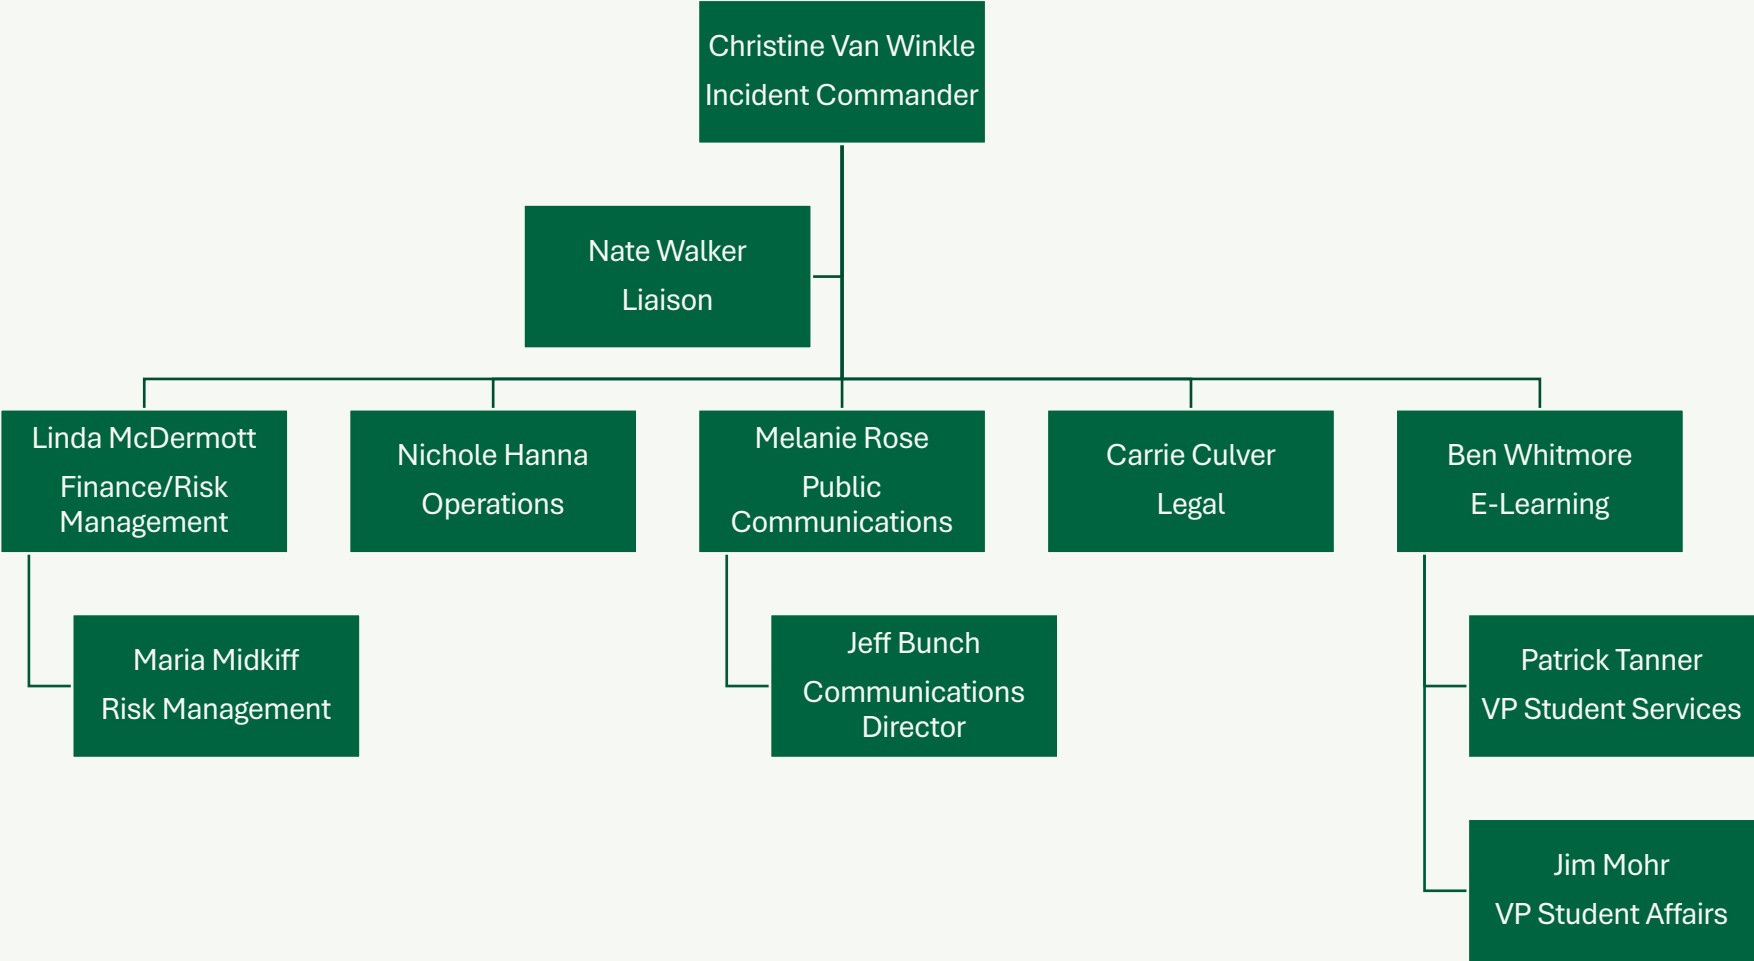 Christine Van Winkle
Incident Commander
Nate Walker
Liaison
Linda McDermott
Finance/Risk
Management
Nichole Hanna
Operations
Melanie Rose
Public
Communications
Carrie Culver
Legal
Ben Whitmore
E-Learning
Maria Midkiff
Risk Management
Jeff Bunch
Communications
Director
Patrick Tanner
VP Student Services
Jim Mohr
VP Student Affairs